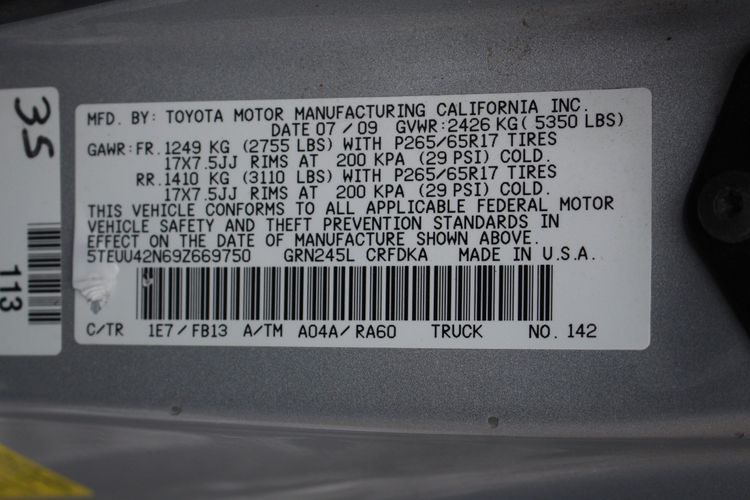 MFD. BY: TOYOTA MOTOR MANUFACTURING CALIFORNIA INC.
DATE 07/09 GVWR:2426 KG( 5350 LBS)
GAWR: FR. 1249 KG (2755 LBS) WITH P265/65R17 TIRES
17X7.5JJ RIMS AT 200 KPA (29 PSI) COLD.
RR. 1410 KG (3110 LBS) WITH P265/65R17 TIRES
17X7.5JJ RIMS AT 200 KPA (29 PSI) COLD.
THIS VEHICLE CONFORMS TO ALL APPLICABLE FEDERAL MOTOR
VEHICLE SAFETY AND THEFT PREVENTION STANDARDS IN
EFFECT ON THE DATE OF MANUFACTURE SHOWN ABOVE.
5TEUU42N69Z669750 GRN245L CRFDKA MADE IN U.S.A.
C/TR 1E7/FB13 A/TM A04A/RA60 TRUCK NO. 142
35
113